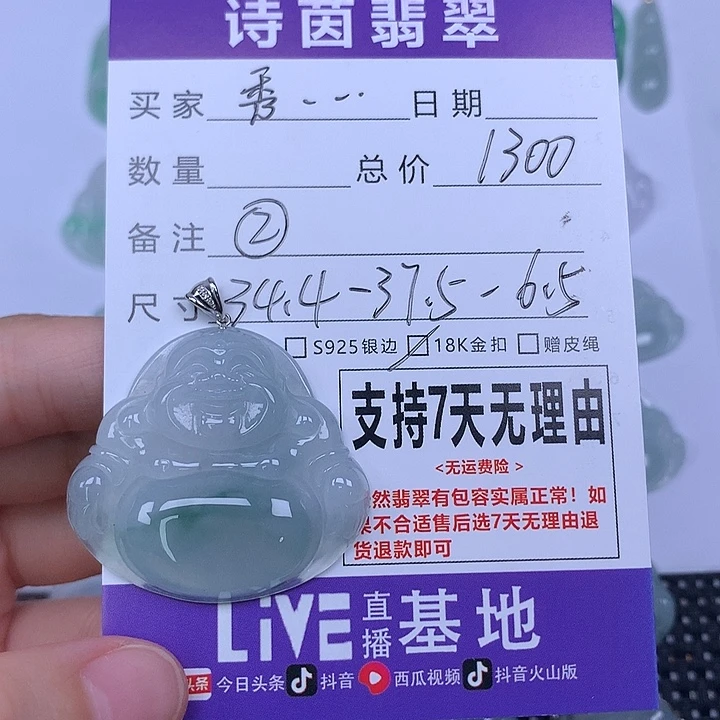 诗茵翡翠
买家 秀... 日期
数量 总价 1300
备注 ②
尺寸 34.4-37.5-6.5
S925银边 18K金扣 赠皮绳
支持7天无理由
<无运费险>
然翡翠有包容实属正常！如
不合适售后选7天无理由退
货退款即可
LiVE 直播 基地
头条 今日头条 抖音 西瓜视频 抖音火山版